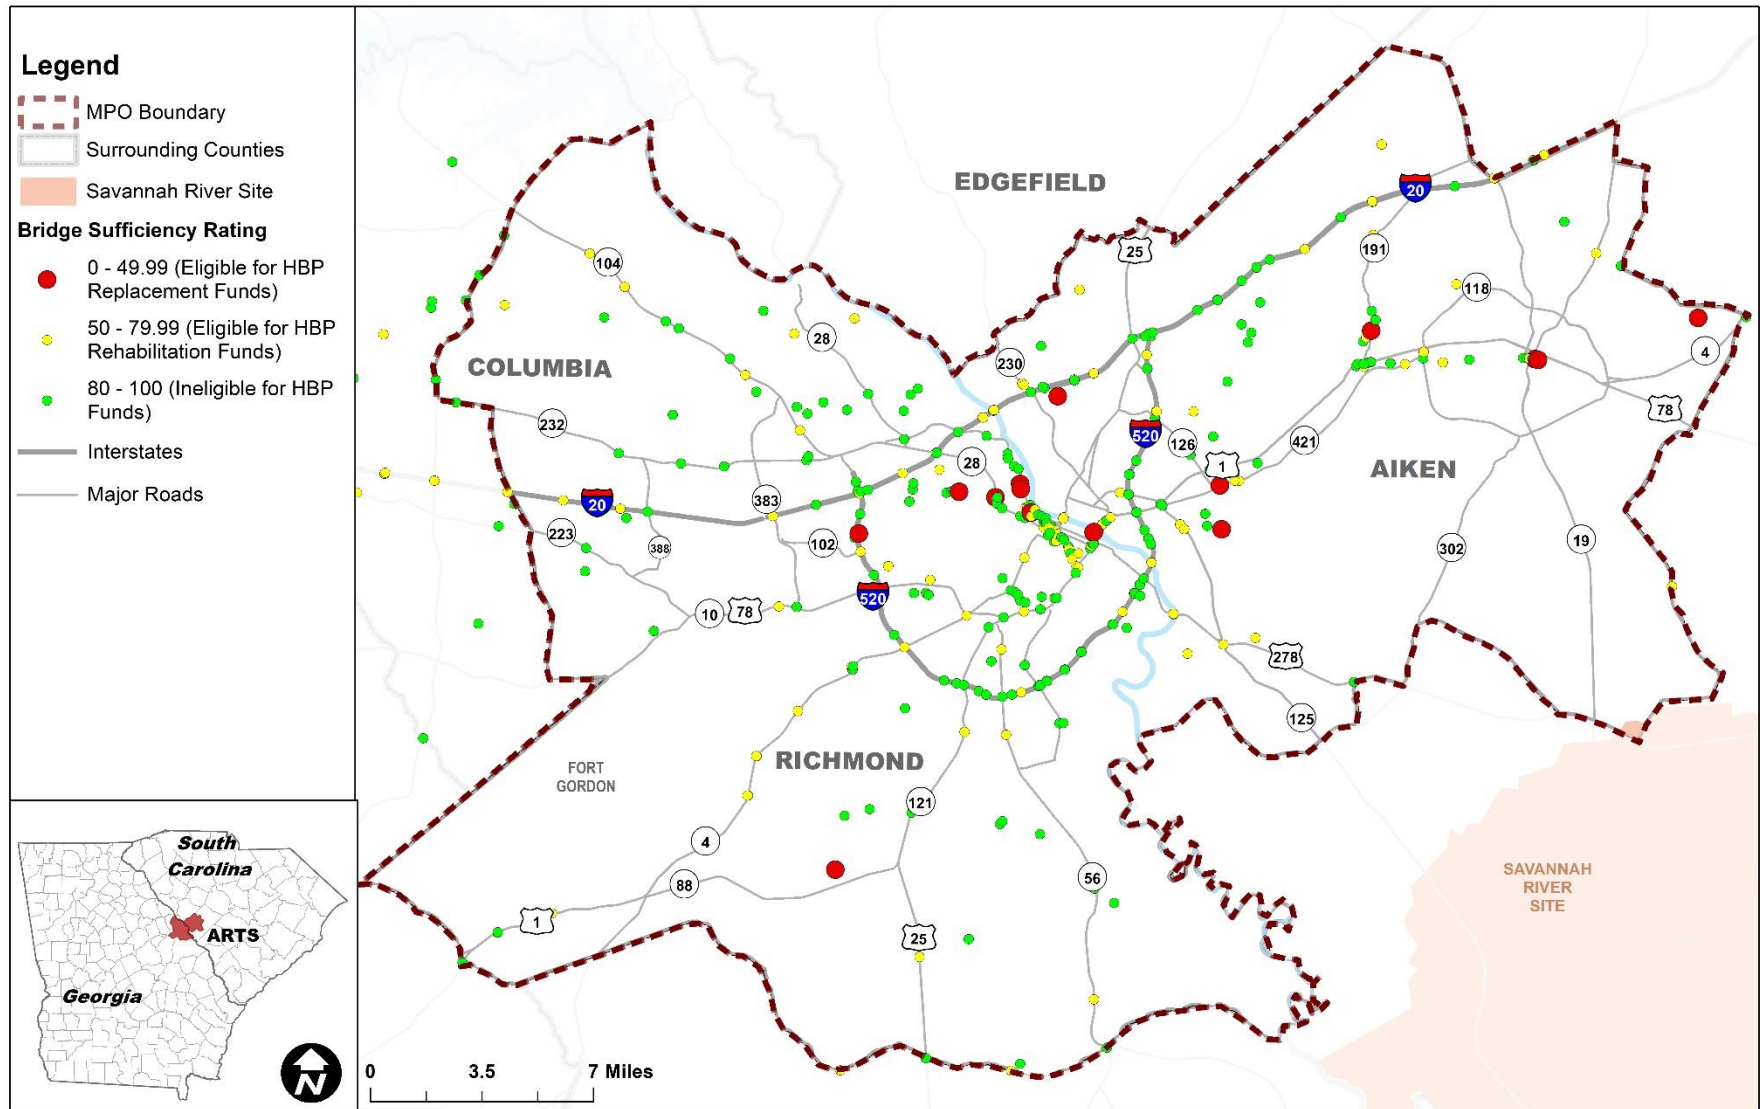 Legend
MPO Boundary
Surrounding Counties
Savannah River Site
Bridge Sufficiency Rating
0 - 49.99 (Eligible for HBP
Replacement Funds)
50 - 79.99 (Eligible for HBP
Rehabilitation Funds)
80 - 100 (Ineligible for HBP
Funds)
Interstates
Major Roads
South
Carolina
ARTS
Georgia
N
0 3.5 7 Miles
EDGEFIELD
20
25
191
104
118
28
230
4
COLUMBIA
78
232
520
126
421
28
1
AIKEN
383
20
223
388
102
302
19
520
10
78
278
125
RICHMOND
FORT
GORDON
121
4
88
56
SAVANNAH
RIVER
SITE
1
25